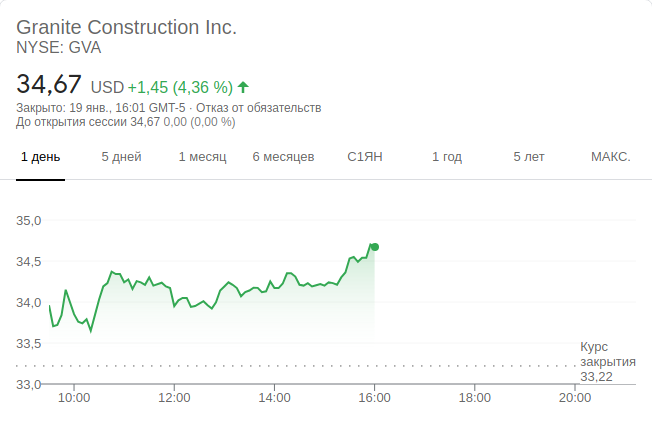 Granite Construction Inc.
NYSE: GVA
34,67 USD +1,45 (4,36 %)
Закрыто: 19 янв., 16:01 GMT-5 · Отказ от обязательств
До открытия сессии 34,67 0,00 (0,00 %)
1 день 5 дней 1 месяц 6 месяцев С1ЯН 1 год 5 лет МАКС.
35,0
34,5
34,0
33,5
Курс
закрытия
33,22
33,0
10:00 12:00 14:00 16:00 18:00 20:00